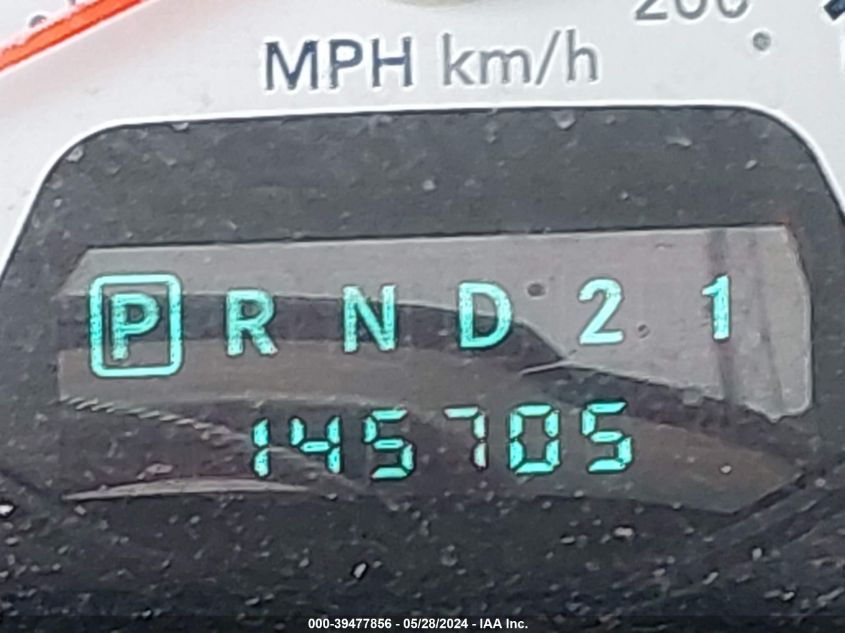 200
MPH km/h
P R N D 2 1
145705
000-39477856 - 05/28/2024 - IAA Inc.